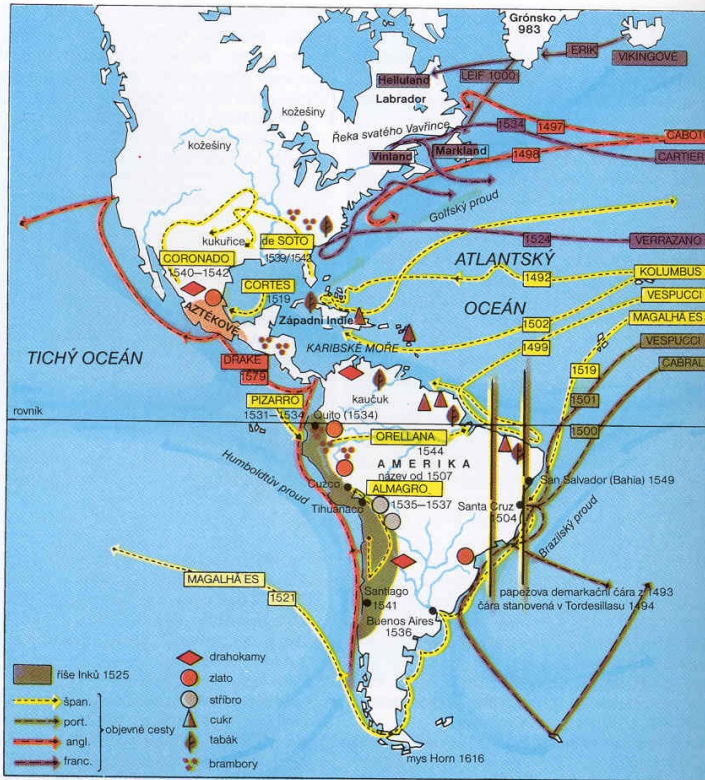 Grónsko
983
ERIK
VIKINGOVÉ
Helluland
LEIF 1000
Labrador
kožešiny
kožešiny
Řeka svatého Vavřince
1534
1497
CABOTO
CARTIER
Vinland
Markland
1498
Golfský proud
kukuřice
de SOTO
1539/1542
1524
VERRAZANO
CORONADO
1540–1542
ATLANTSKÝ
OCEÁN
1492
KOLUMBUS
CORTES
1519
VESPUCCI
AZTÉKOVÉ
Západní Indie
1502
MAGALHA ES
KARIBSKÉ MOŘE
1499
VESPUCCI
TICHÝ OCEÁN
DRAKE
1579
1519
CABRAL
PIZARRO
1531–1534
kaučuk
1501
rovník
Quito (1534)
ORELLANA
1544
1500
AMERIKA
název od 1507
Humboldtův proud
Cuzco
ALMAGRO
San Salvador (Bahia) 1549
Tihuanaco
1535–1537
Santa Cruz
1504
Brazilský proud
MAGALHÃ ES
1521
papežova demarkační čára z 1493
čára stanovená v Tordesillasu 1494
Santiago
1541
Buenos Aires
1536
říše Inků 1525
špan.
port.
angl.
franc.
objevné cesty
drahokamy
zlato
stříbro
cukr
tabák
brambory
mys Horn 1616